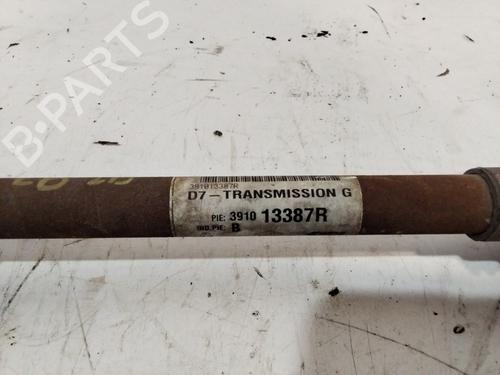 B-PARTS
391013387R
D7-TRANSMISSION G
PIE: 3910 13387R
IND.PIE: B